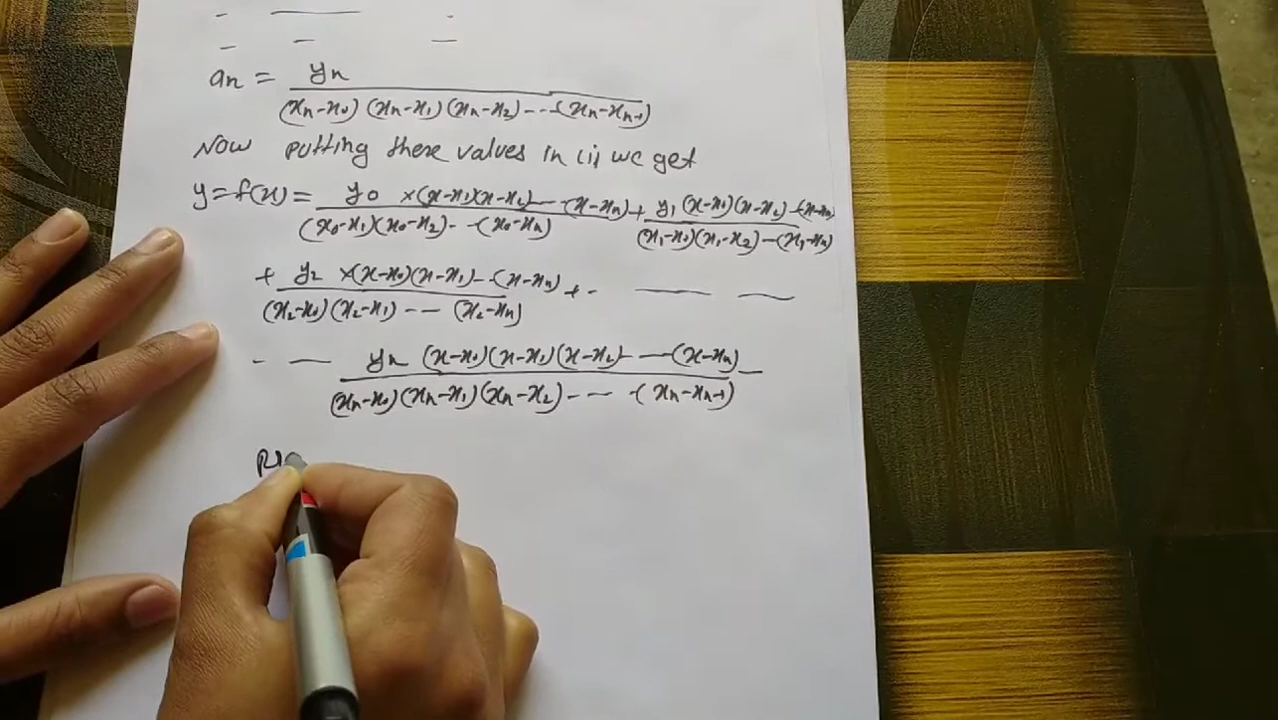 an = yn / (xn-x0) (xn-x1) (xn-x2) --- (xn-xn-1)
Now putting these values in (i) we get
y=f(x)= y0 ×(x-x1)(x-x2)--- (x-xn) / (x0-x1)(x0-x2)- -(x0-xn) + y1 (x-x1)(x-x2)-(x-xn) / (x1-x0)(x1-x2)-(x1-xn)
+ y2 ×(x-x0)(x-x1)- -(x-xn) / (x2-x0)(x2-x1) -- (x2-xn) + - — —
- — yn (x-x0)(x-x1)(x-x2) —(x-xn) / (xn-x0)(xn-x1)(xn-x2)- — -(xn-xn-1) —